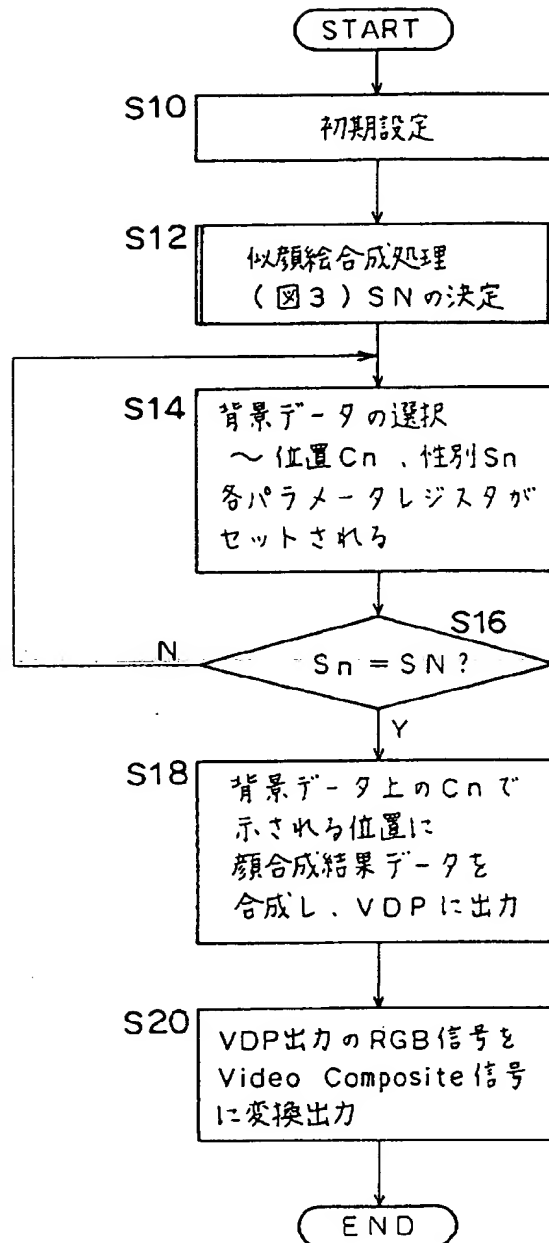 START
S10
初期設定
S12
似顔絵合成処理
(図3)SNの決定
S14
背景データの選択
~位置Cn、性別Sn
各パラメータレジスタが
セットされる
S16
N
Sn=SN?
Y
S18
背景データ上のCnで
示される位置に
顔合成結果データを
合成し、VDPに出力
S20
VDP出力のRGB信号を
Video Composite信号
に変換出力
END